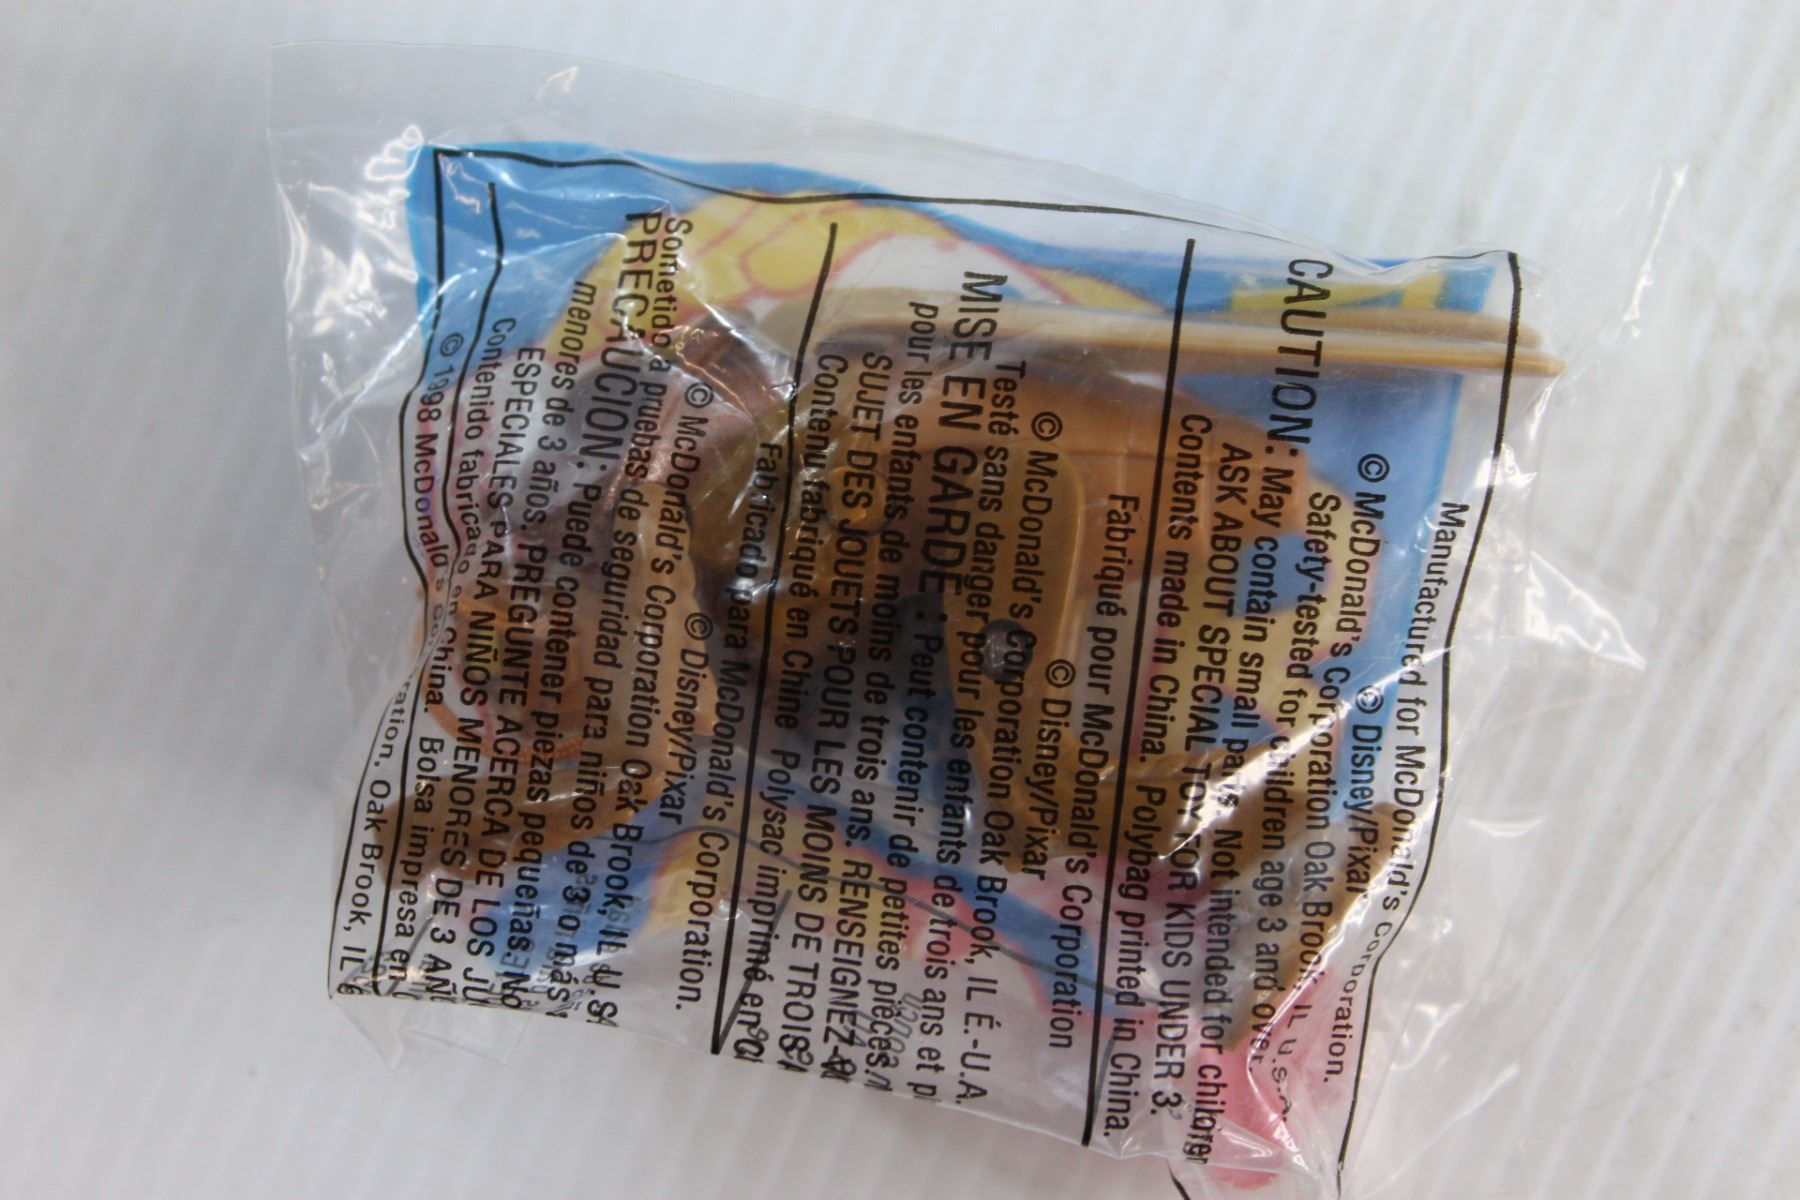 Manufactured for McDonald's Corporation.
© McDonald's Corporation Oak Brook, IL U.S.A.
© Disney/Pixar
Safety-tested for children age 3 and over.
CAUTION: May contain small parts. Not intended for children
ASK ABOUT SPECIAL TOY FOR KIDS UNDER 3.
Contents made in China. Polybag printed in China.
Fabriqué pour McDonald's Corporation
© McDonald's Corporation Oak Brook, IL É.-U.A.
© Disney/Pixar
Testé sans danger pour les enfants de trois ans et
MISE EN GARDE : Peut contenir de petites pièces.
pour les enfants de moins de trois ans. RENSEIGNEZ-
SUJET DES JOUETS POUR LES MOINS DE TROIS
Contenu fabriqué en Chine Polysac imprimé en
Fabricado para McDonald's Corporation.
© McDonald's Corporation Oak Brook, IL U.S.
© Disney/Pixar
Sometido a pruebas de seguridad para niños de 3 o más
PRECAUCION: Puede contener piezas pequeñas. No
menores de 3 años. PREGUNTE ACERCA DE LOS JU
ESPECIALES PARA NIÑOS MENORES DE 3 AÑ
Contenido fabricado en China. Bolsa impresa en
© 1998 McDonald's ration, Oak Brook, IL